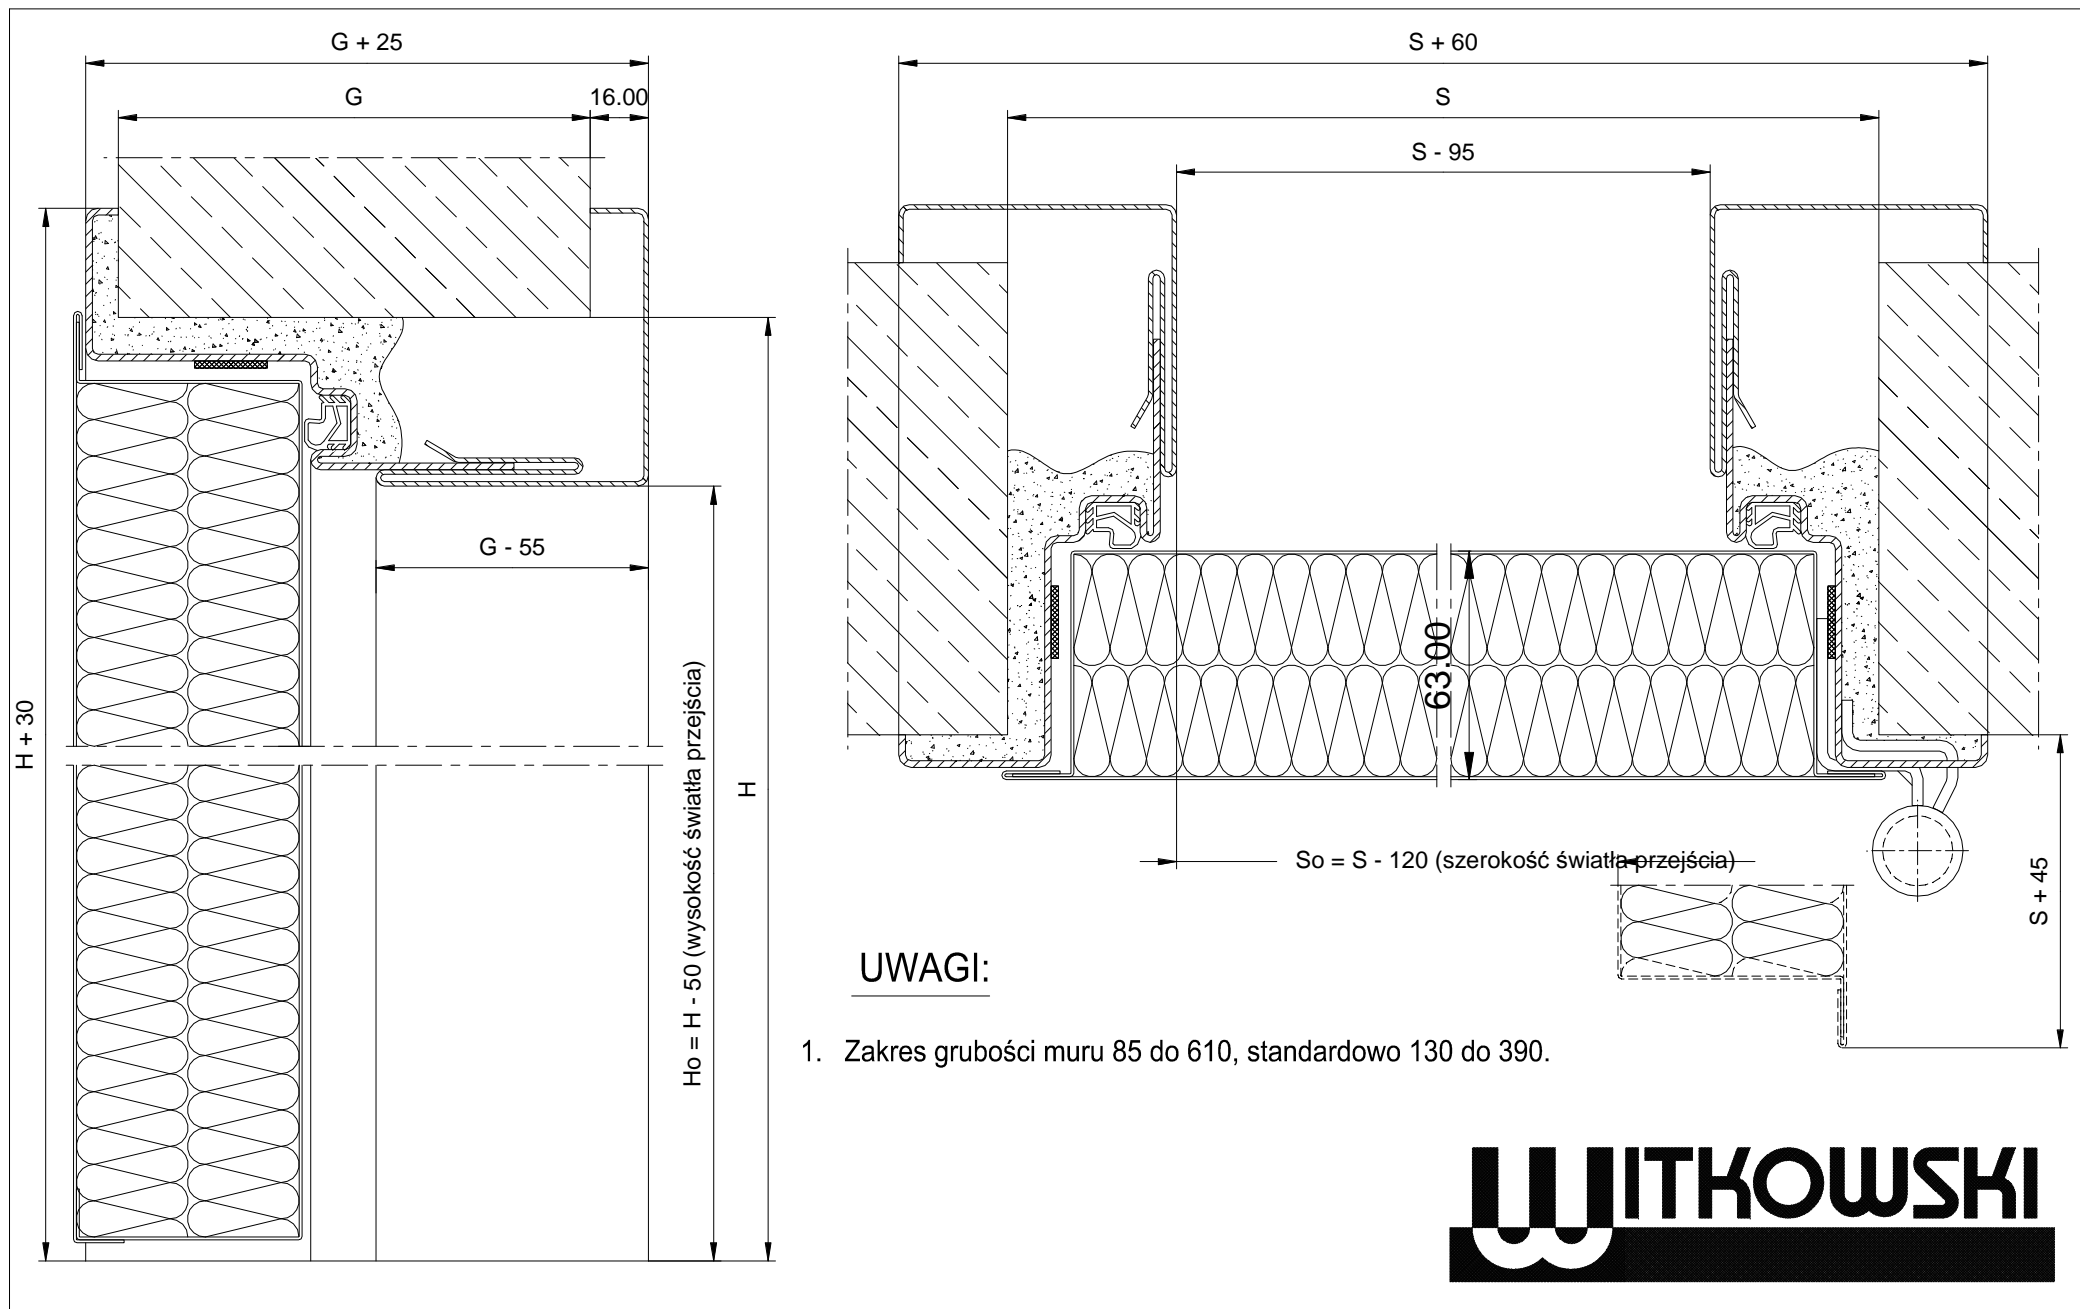 G + 25
G
16.00
G - 55
H + 30
Ho = H - 50 (wysokość światła przejścia)
H
S + 60
S
S - 95
63.00
So = S - 120 (szerokość światła przejścia)
S + 45
UWAGI:
1. Zakres grubości muru 85 do 610, standardowo 130 do 390.
WITKOWSKI